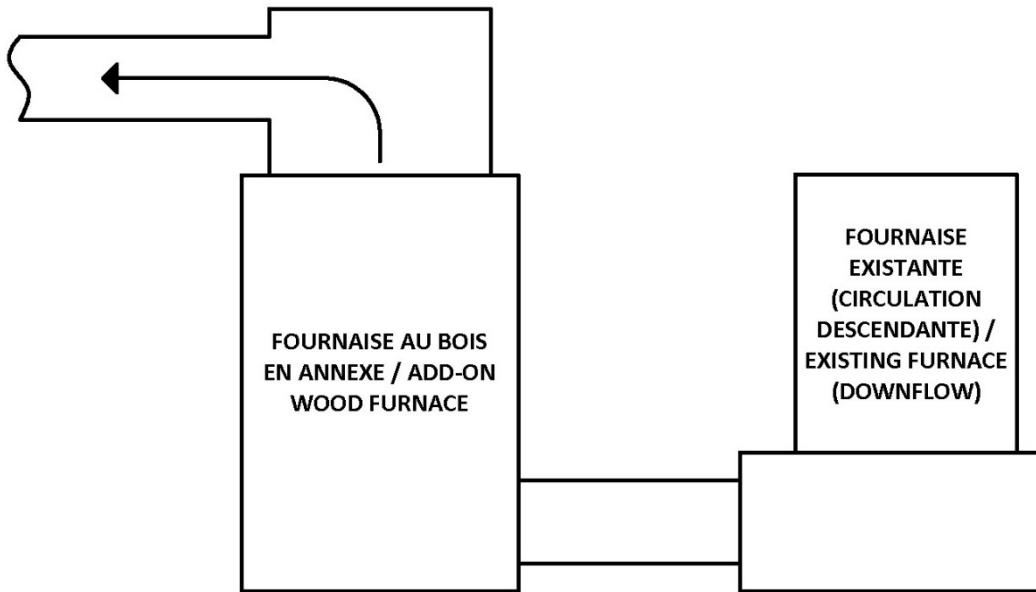 FOURNAISE AU BOIS
EN ANNEXE / ADD-ON
WOOD FURNACE
FOURNAISE
EXISTANTE
(CIRCULATION
DESCENDANTE) /
EXISTING FURNACE
(DOWNFLOW)